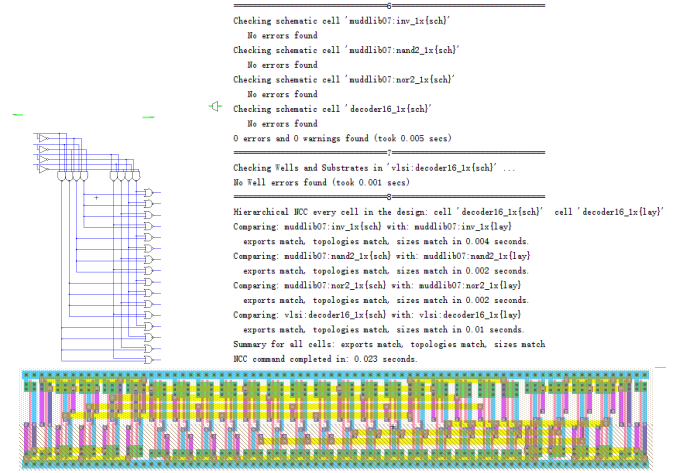 6
Checking schematic cell 'muddlib07:inv_1x{sch}'
No errors found
Checking schematic cell 'muddlib07:nand2_1x{sch}'
No errors found
Checking schematic cell 'muddlib07:nor2_1x{sch}'
No errors found
Checking schematic cell 'decoder16_1x{sch}'
No errors found
0 errors and 0 warnings found (took 0.005 secs)
7
Checking Wells and Substrates in 'vlsi:decoder16_1x{sch}' ...
No Well errors found (took 0.001 secs)
8
Hierarchical NCC every cell in the design: cell 'decoder16_1x{sch}' cell 'decoder16_1x{lay}'
Comparing: muddlib07:inv_1x{sch} with: muddlib07:inv_1x{lay}
exports match, topologies match, sizes match in 0.004 seconds.
Comparing: muddlib07:nand2_1x{sch} with: muddlib07:nand2_1x{lay}
exports match, topologies match, sizes match in 0.002 seconds.
Comparing: muddlib07:nor2_1x{sch} with: muddlib07:nor2_1x{lay}
exports match, topologies match, sizes match in 0.002 seconds.
Comparing: vlsi:decoder16_1x{sch} with: vlsi:decoder16_1x{lay}
exports match, topologies match, sizes match in 0.01 seconds.
Summary for all cells: exports match, topologies match, sizes match
NCC command completed in: 0.023 seconds.